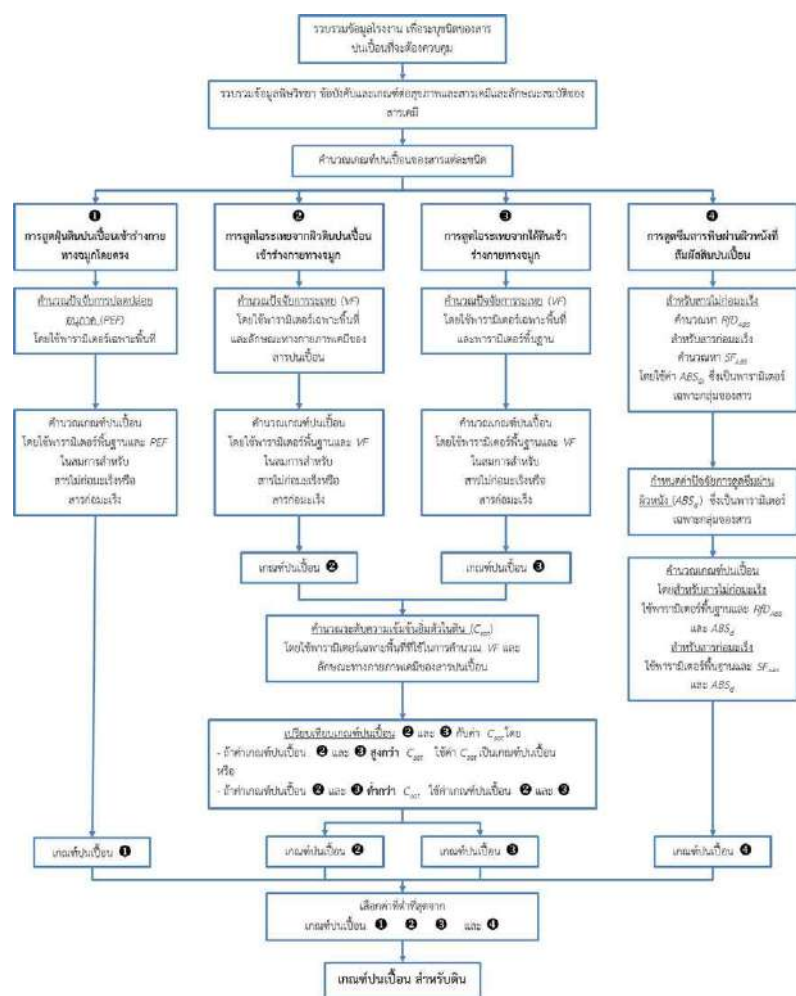 รวบรวมข้อมูลโรงงาน เพื่อระบุชนิดของสาร
ปนเปื้อนที่จะต้องควบคุม
รวบรวมข้อมูลพิษวิทยา ข้อบังคับและเกณฑ์ต่อสุขภาพและสารเคมีและลักษณะสมบัติของ
สารเคมี
คำนวณเกณฑ์ปนเปื้อนของสารแต่ละชนิด
❶
การสูดฝุ่นดินปนเปื้อนเข้าร่างกาย
ทางจมูกโดยตรง
คำนวณปัจจัยการปลดปล่อย
อนุภาค (PEF)
โดยใช้พารามิเตอร์เฉพาะพื้นที่
คำนวณเกณฑ์ปนเปื้อน
โดยใช้พารามิเตอร์พื้นฐานและ PEF
ในสมการสำหรับ
สารไม่ก่อมะเร็งหรือ
สารก่อมะเร็ง
❷
การสูดไอระเหยจากผิวดินปนเปื้อน
เข้าร่างกายทางจมูก
คำนวณปัจจัยการระเหย (VF)
โดยใช้พารามิเตอร์เฉพาะพื้นที่
และลักษณะทางกายภาพเคมีของ
สารปนเปื้อน
คำนวณเกณฑ์ปนเปื้อน
โดยใช้พารามิเตอร์พื้นฐานและ VF
ในสมการสำหรับ
สารไม่ก่อมะเร็งหรือ
สารก่อมะเร็ง
เกณฑ์ปนเปื้อน ❷
❸
การสูดไอระเหยจากใต้ดินเข้า
ร่างกายทางจมูก
คำนวณปัจจัยการระเหย (VF)
โดยใช้พารามิเตอร์เฉพาะพื้นที่
และพารามิเตอร์พื้นฐาน
คำนวณเกณฑ์ปนเปื้อน
โดยใช้พารามิเตอร์พื้นฐานและ VF
ในสมการสำหรับ
สารไม่ก่อมะเร็งหรือ
สารก่อมะเร็ง
เกณฑ์ปนเปื้อน ❸
❹
การดูดซึมสารพิษผ่านผิวหนังที่
สัมผัสดินปนเปื้อน
สำหรับสารไม่ก่อมะเร็ง
คำนวณหา RfD ABS
สำหรับสารก่อมะเร็ง
คำนวณหา SF ABS
โดยใช้ค่า ABS GI ซึ่งเป็นพารามิเตอร์
เฉพาะกลุ่มของสาร
กำหนดค่าปัจจัยการดูดซึมผ่าน
ผิวหนัง (ABS d) ซึ่งเป็นพารามิเตอร์
เฉพาะกลุ่มของสาร
คำนวณเกณฑ์ปนเปื้อน
โดยสำหรับสารไม่ก่อมะเร็ง
ใช้พารามิเตอร์พื้นฐานและ RfD ABS
และ ABS d
สำหรับสารก่อมะเร็ง
ใช้พารามิเตอร์พื้นฐานและ SF ABS
และ ABS d
คำนวณระดับความเข้มข้นอิ่มตัวในดิน (C sat)
โดยใช้พารามิเตอร์เฉพาะพื้นที่ที่ใช้ในการคำนวณ VF และ
ลักษณะทางกายภาพเคมีของสารปนเปื้อน
เปรียบเทียบเกณฑ์ปนเปื้อน ❷ และ ❸ กับค่า C sat โดย
- ถ้าค่าเกณฑ์ปนเปื้อน ❷ และ ❸ สูงกว่า C sat ใช้ค่า C sat เป็นเกณฑ์ปนเปื้อน
หรือ
- ถ้าค่าเกณฑ์ปนเปื้อน ❷ และ ❸ ต่ำกว่า C sat ใช้ค่าเกณฑ์ปนเปื้อน ❷ และ ❸
เกณฑ์ปนเปื้อน ❶
เกณฑ์ปนเปื้อน ❷
เกณฑ์ปนเปื้อน ❸
เกณฑ์ปนเปื้อน ❹
เลือกค่าที่ต่ำที่สุดจาก
เกณฑ์ปนเปื้อน ❶ ❷ ❸ และ ❹
เกณฑ์ปนเปื้อน สำหรับดิน